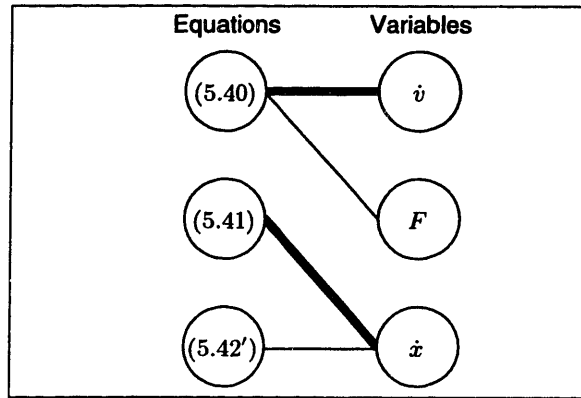 Equations Variables
(5.40) v̇
(5.41) F
(5.42′) ẋ